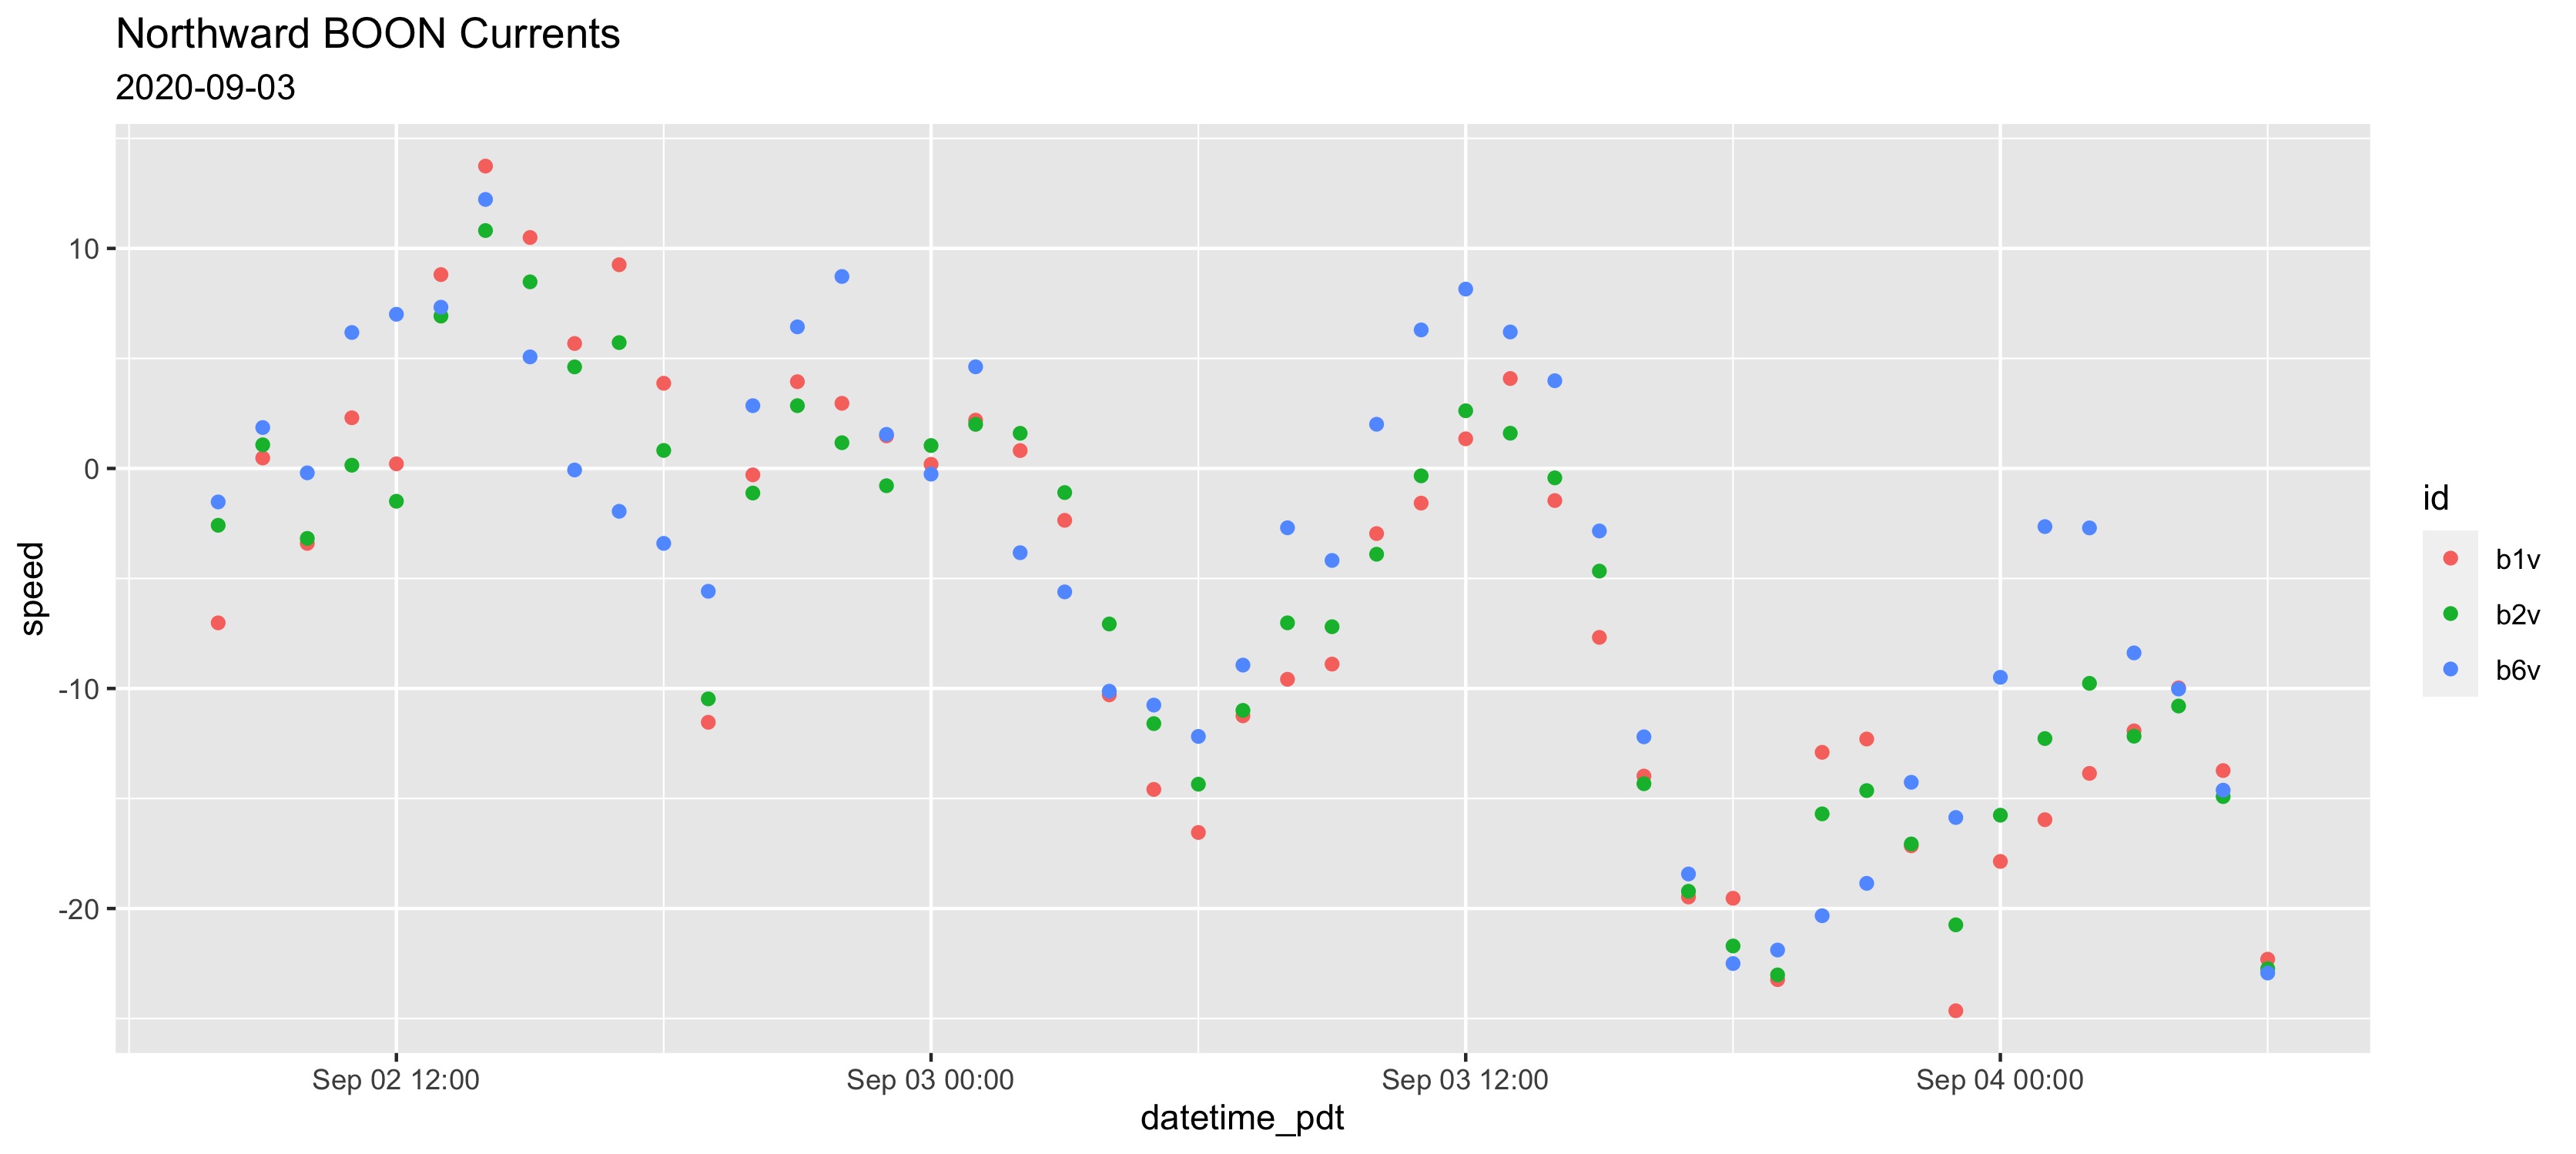 Northward BOON Currents
2020-09-03
speed
10
0
-10
-20
Sep 02 12:00
Sep 03 00:00
Sep 03 12:00
Sep 04 00:00
datetime_pdt
id
b1v
b2v
b6v